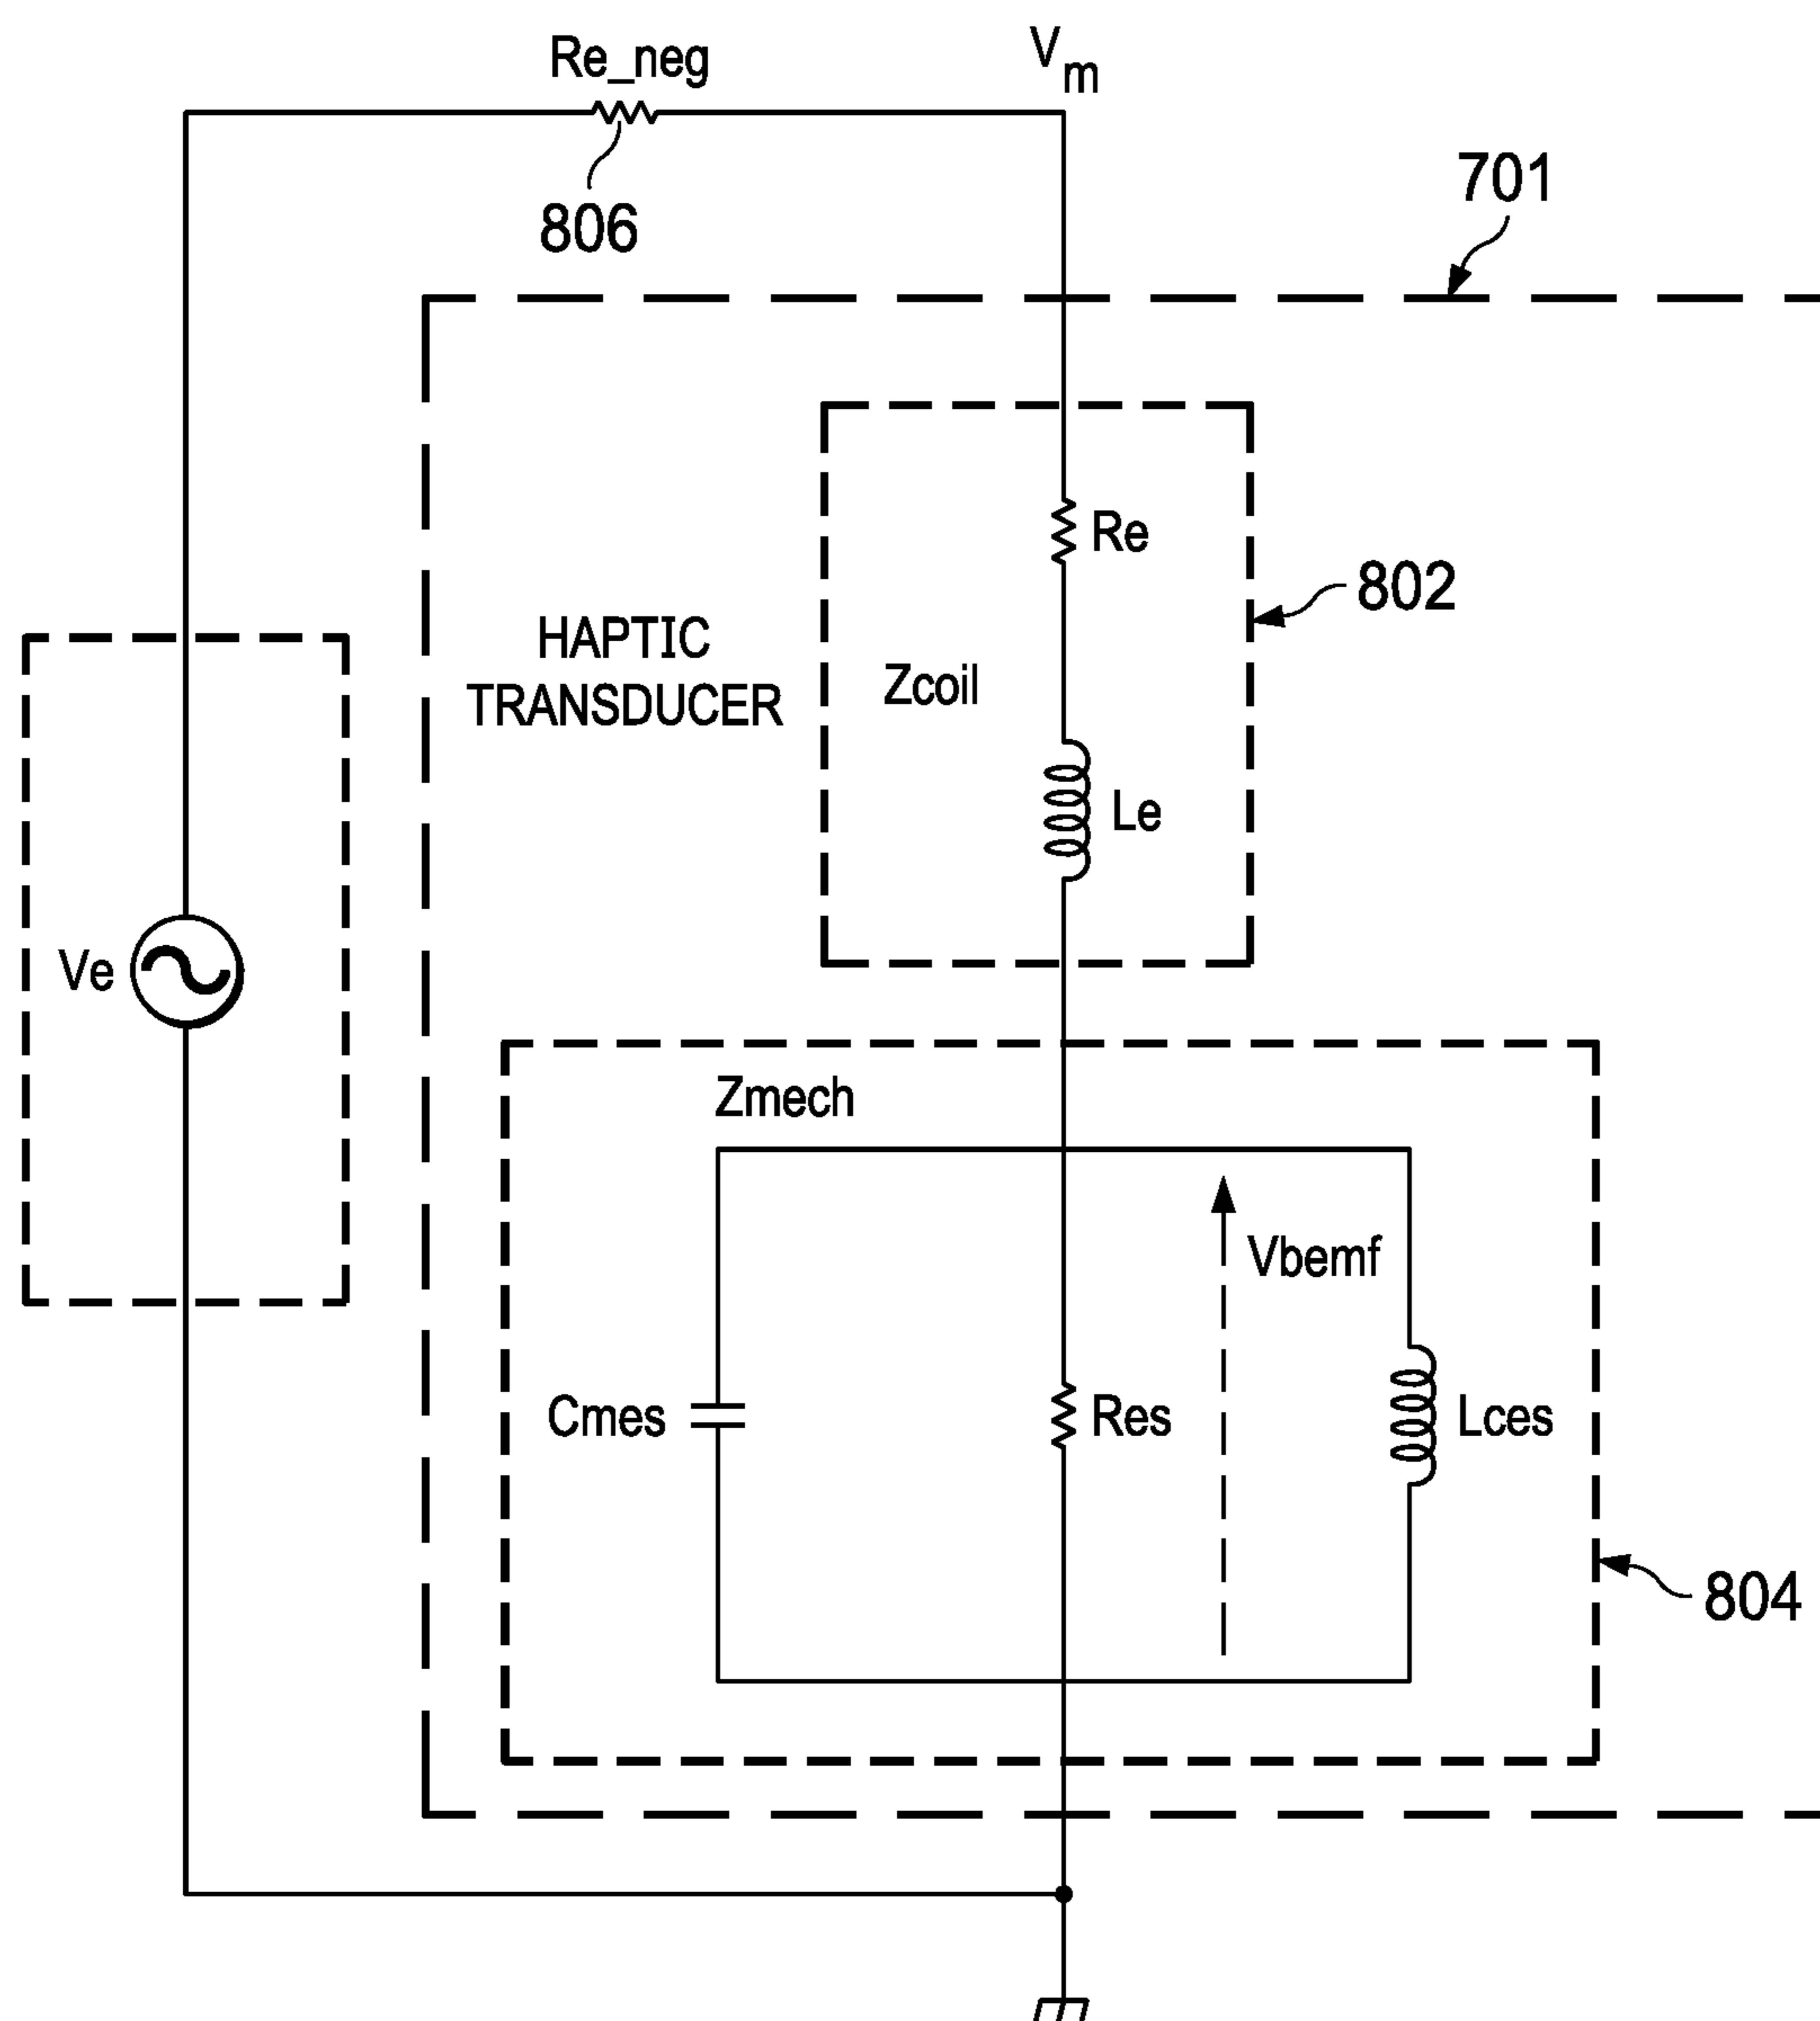 Re_neg
Vm
806
701
Re
802
HAPTIC
TRANSDUCER
Zcoil
Le
Ve
Zmech
Vbemf
Cmes
Res
Lces
804